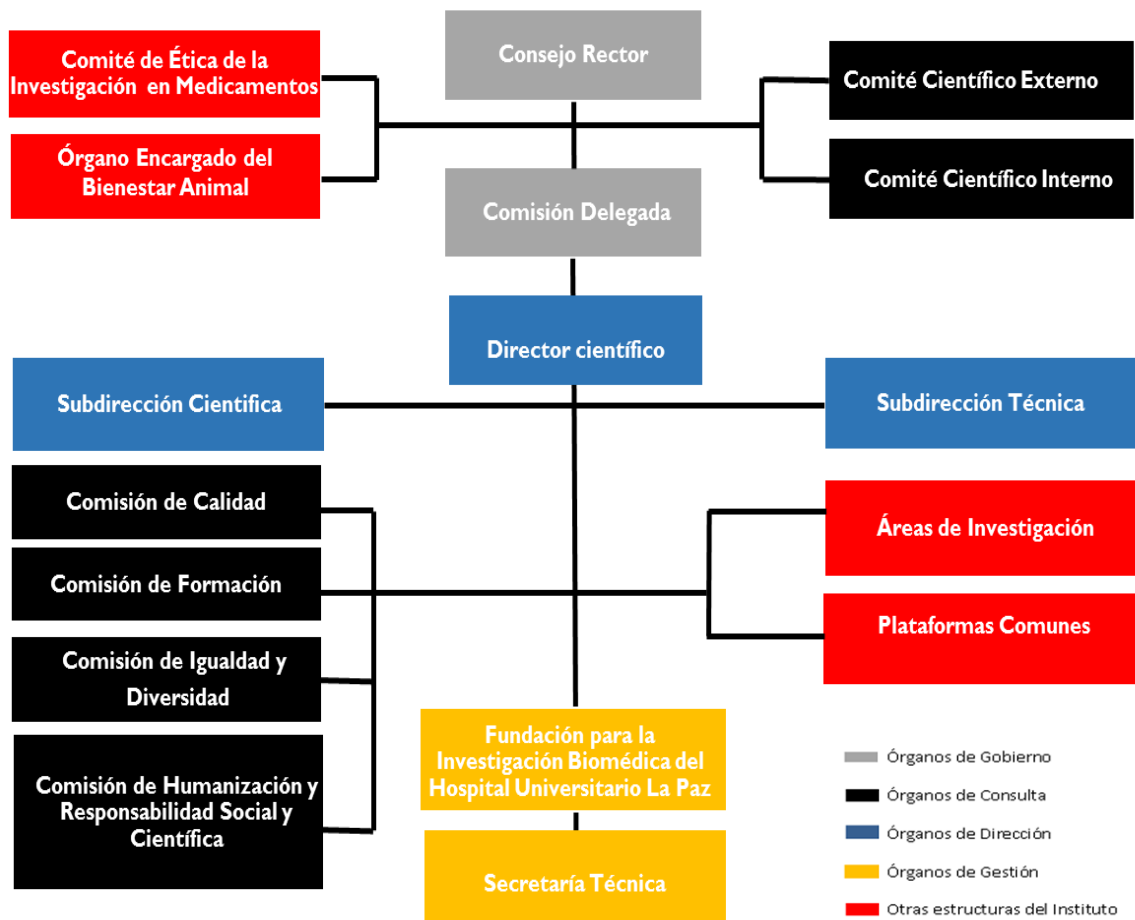 Consejo Rector
Comité de Ética de la
Investigación en Medicamentos
Órgano Encargado del
Bienestar Animal
Comité Científico Externo
Comité Científico Interno
Comisión Delegada
Director científico
Subdirección Cientifica
Subdirección Técnica
Comisión de Calidad
Comisión de Formación
Comisión de Igualdad y
Diversidad
Comisión de Humanización y
Responsabilidad Social y
Científica
Áreas de Investigación
Plataformas Comunes
Fundación para la
Investigación Biomédica del
Hospital Universitario La Paz
Secretaría Técnica
Órganos de Gobierno
Órganos de Consulta
Órganos de Dirección
Órganos de Gestión
Otras estructuras del Instituto